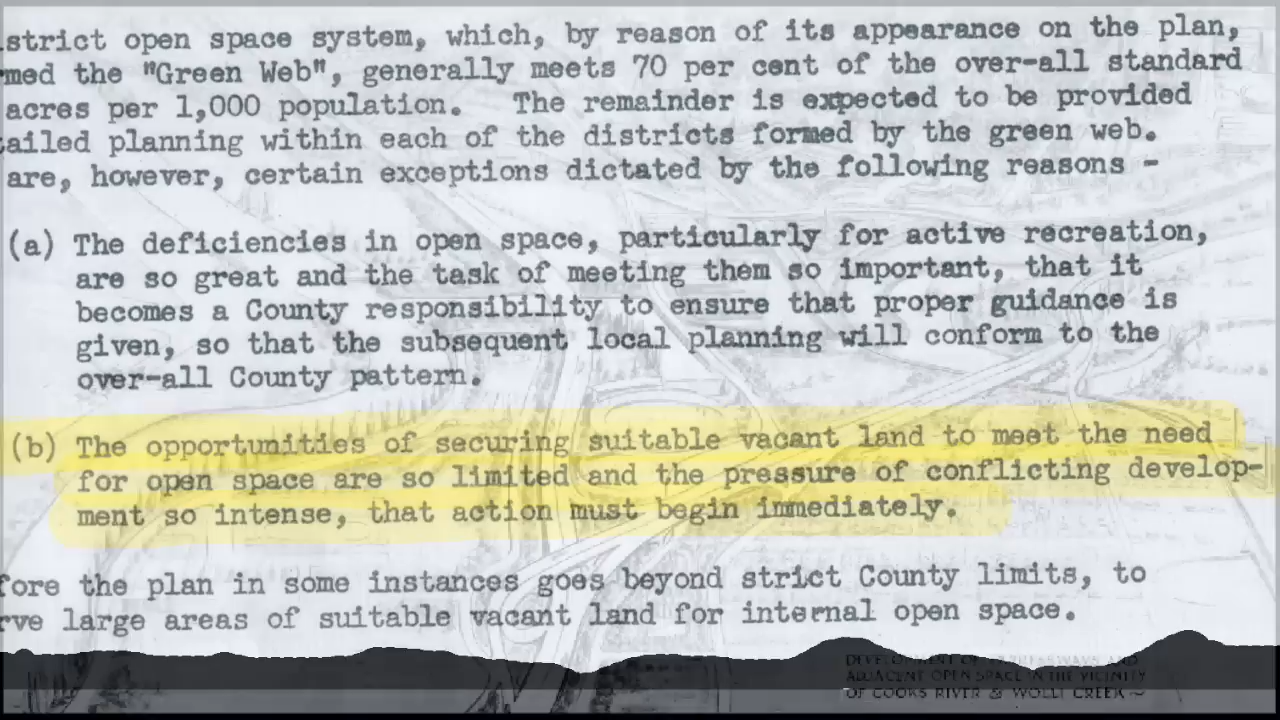 strict open space system, which, by reason of its appearance on the plan,
med the "Green Web", generally meets 70 per cent of the over-all standard
acres per 1,000 population. The remainder is expected to be provided
ailed planning within each of the districts formed by the green web.
are, however, certain exceptions dictated by the following reasons -
(a) The deficiencies in open space, particularly for active recreation,
are so great and the task of meeting them so important, that it
becomes a County responsibility to ensure that proper guidance is
given, so that the subsequent local planning will conform to the
over-all County pattern.
(b) The opportunities of securing suitable vacant land to meet the need
for open space are so limited and the pressure of conflicting develop-
ment so intense, that action must begin immediately.
fore the plan in some instances goes beyond strict County limits, to
rve large areas of suitable vacant land for internal open space.
DEVELOPMENT OF EXPRESSWAYS AND
ADJACENT OPEN SPACE IN THE VICINITY
OF COOKS RIVER & WOLLI CREEK ~